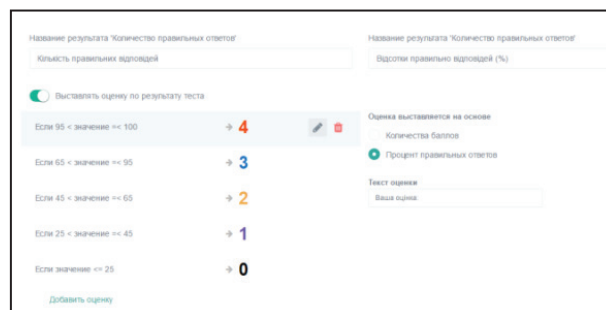 Название результата 'Количество правильных ответов'
Кількість правильних відповідей
Название результата 'Количество правильных ответов'
Відсотки правильно відповідей (%)
Выставлять оценку по результату теста
Если 95 < значение =< 100 → 4
Если 65 < значение =< 95 → 3
Если 45 < значение =< 65 → 2
Если 25 < значение =< 45 → 1
Если значение <= 25 → 0
Добавить оценку
Оценка выставляется на основе
Количества баллов
Процент правильных ответов
Текст оценки
Ваша оцінка